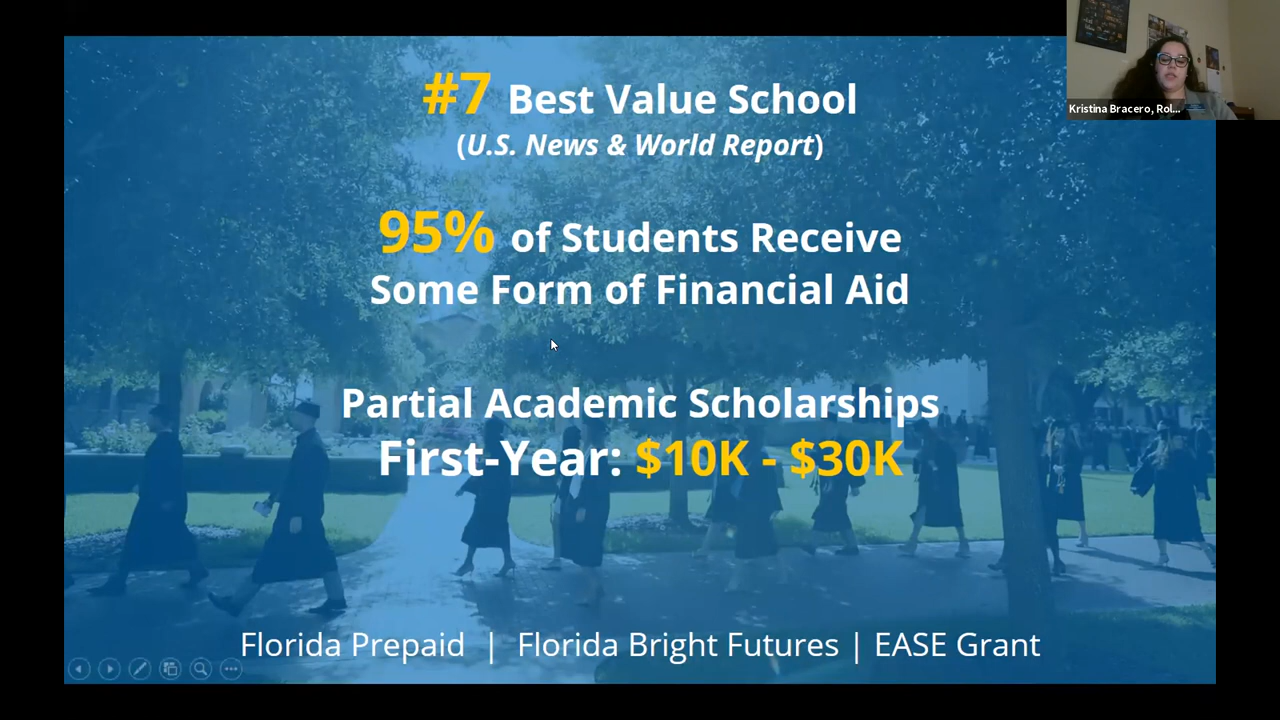 #7 Best Value School
(U.S. News & World Report)
95% of Students Receive
Some Form of Financial Aid
Partial Academic Scholarships
First-Year: $10K - $30K
Florida Prepaid | Florida Bright Futures | EASE Grant
Kristina Bracero, Rol...